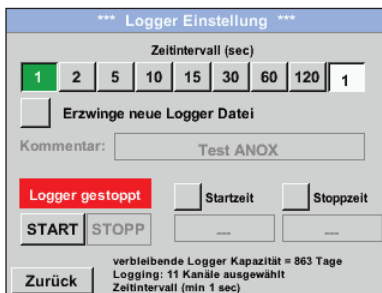 *** Logger Einstellung ***
Zeitintervall (sec)
1 2 5 10 15 30 60 120 1
Erzwinge neue Logger Datei
Kommentar: Test ANOX
Logger gestoppt Startzeit Stoppzeit
START STOPP --- ---
verbleibende Logger Kapazität = 863 Tage
Logging: 11 Kanäle ausgewählt
Zurück Zeitintervall (min 1 sec)